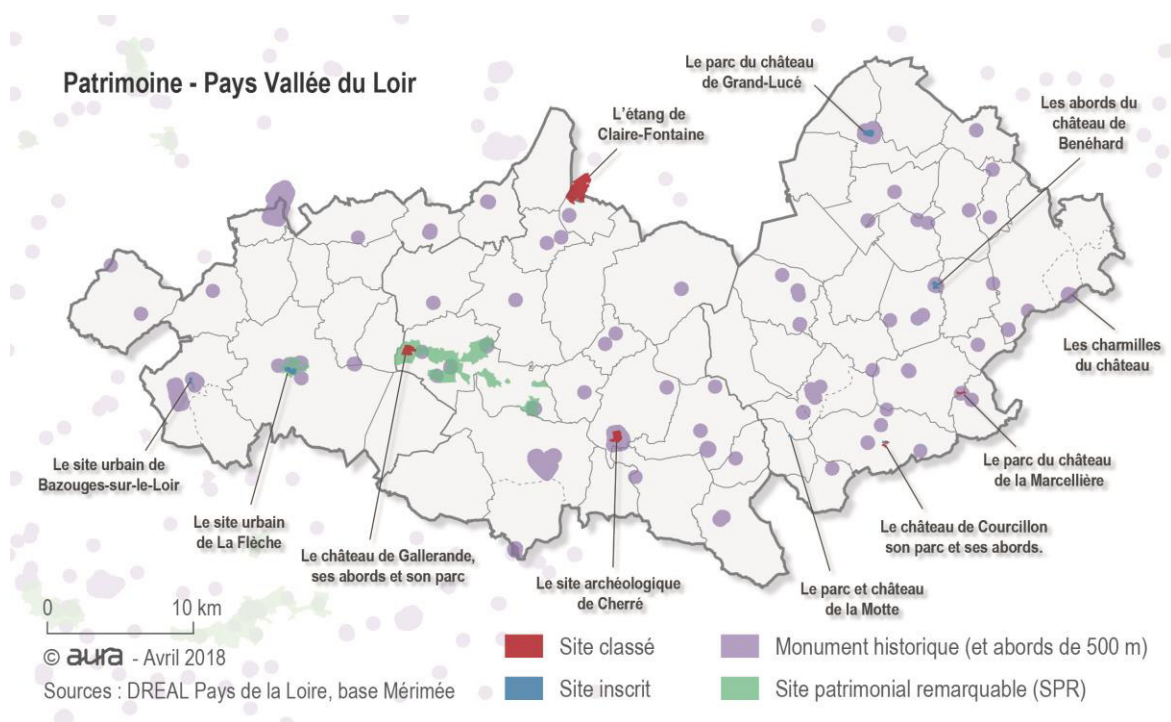 Patrimoine - Pays Vallée du Loir
Le parc du château
de Grand-Lucé
L'étang de
Claire-Fontaine
Les abords du
château de
Benéhard
Les charmilles
du château
Le site urbain de
Bazouges-sur-le-Loir
Le site urbain
de La Flèche
Le château de Gallerande,
ses abords et son parc
Le site archéologique
de Cherré
Le parc et château
de la Motte
Le château de Courcillon
son parc et ses abords.
Le parc du château
de la Marcellière
0 10 km
© aura - Avril 2018
Sources : DREAL Pays de la Loire, base Mérimée
Site classé
Site inscrit
Monument historique (et abords de 500 m)
Site patrimonial remarquable (SPR)